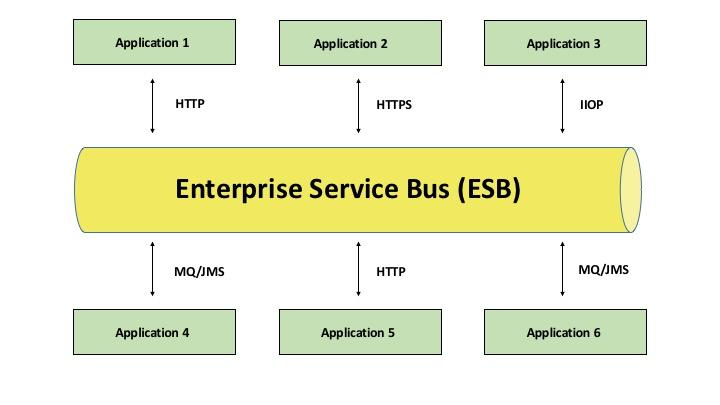 Application 1
Application 2
Application 3
HTTP
HTTPS
IIOP
Enterprise Service Bus (ESB)
MQ/JMS
HTTP
MQ/JMS
Application 4
Application 5
Application 6